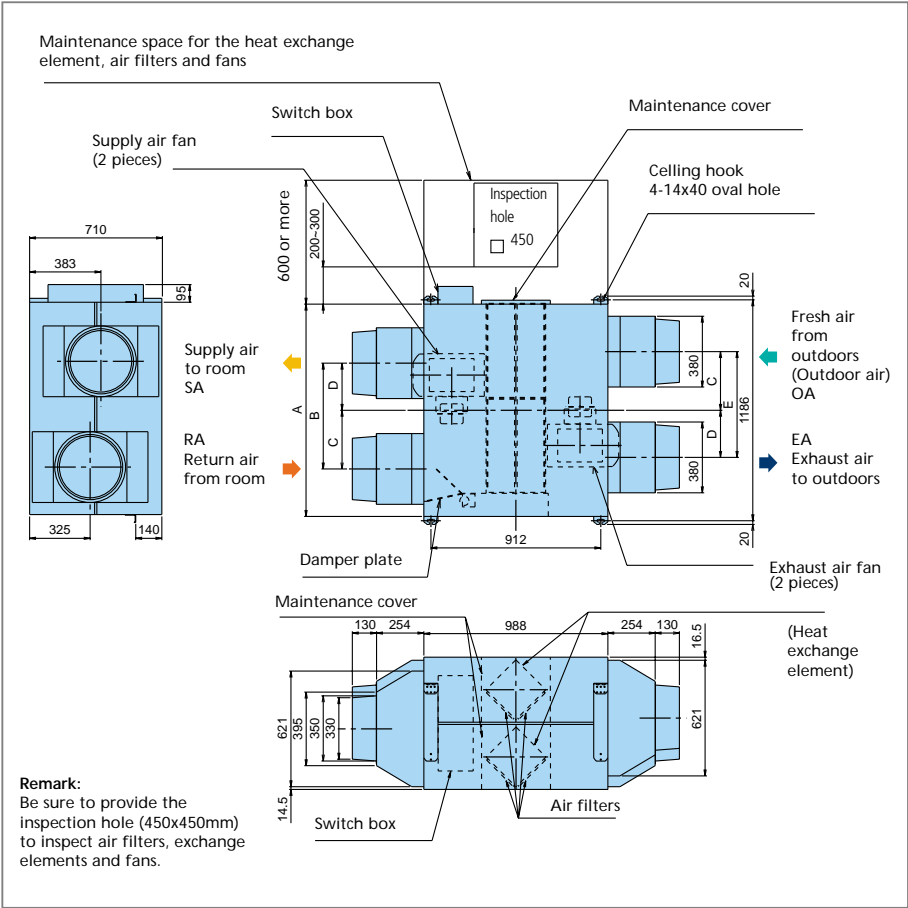 Maintenance space for the heat exchange
element, air filters and fans
Switch box
Maintenance cover
Supply air fan
(2 pieces)
Celling hook
4-14x40 oval hole
Inspection
hole
□ 450
600 or more
200~300
710
383
95
20
Supply air
to room
SA
A
B
D
C
380
C
E
D
1186
380
Fresh air
from
outdoors
(Outdoor air)
OA
RA
Return air
from room
EA
Exhaust air
to outdoors
325
140
912
20
Damper plate
Exhaust air fan
(2 pieces)
Maintenance cover
130
254
988
254
130
16.5
(Heat
exchange
element)
621
395
350
330
621
14.5
Switch box
Air filters
Remark:
Be sure to provide the
inspection hole (450x450mm)
to inspect air filters, exchange
elements and fans.